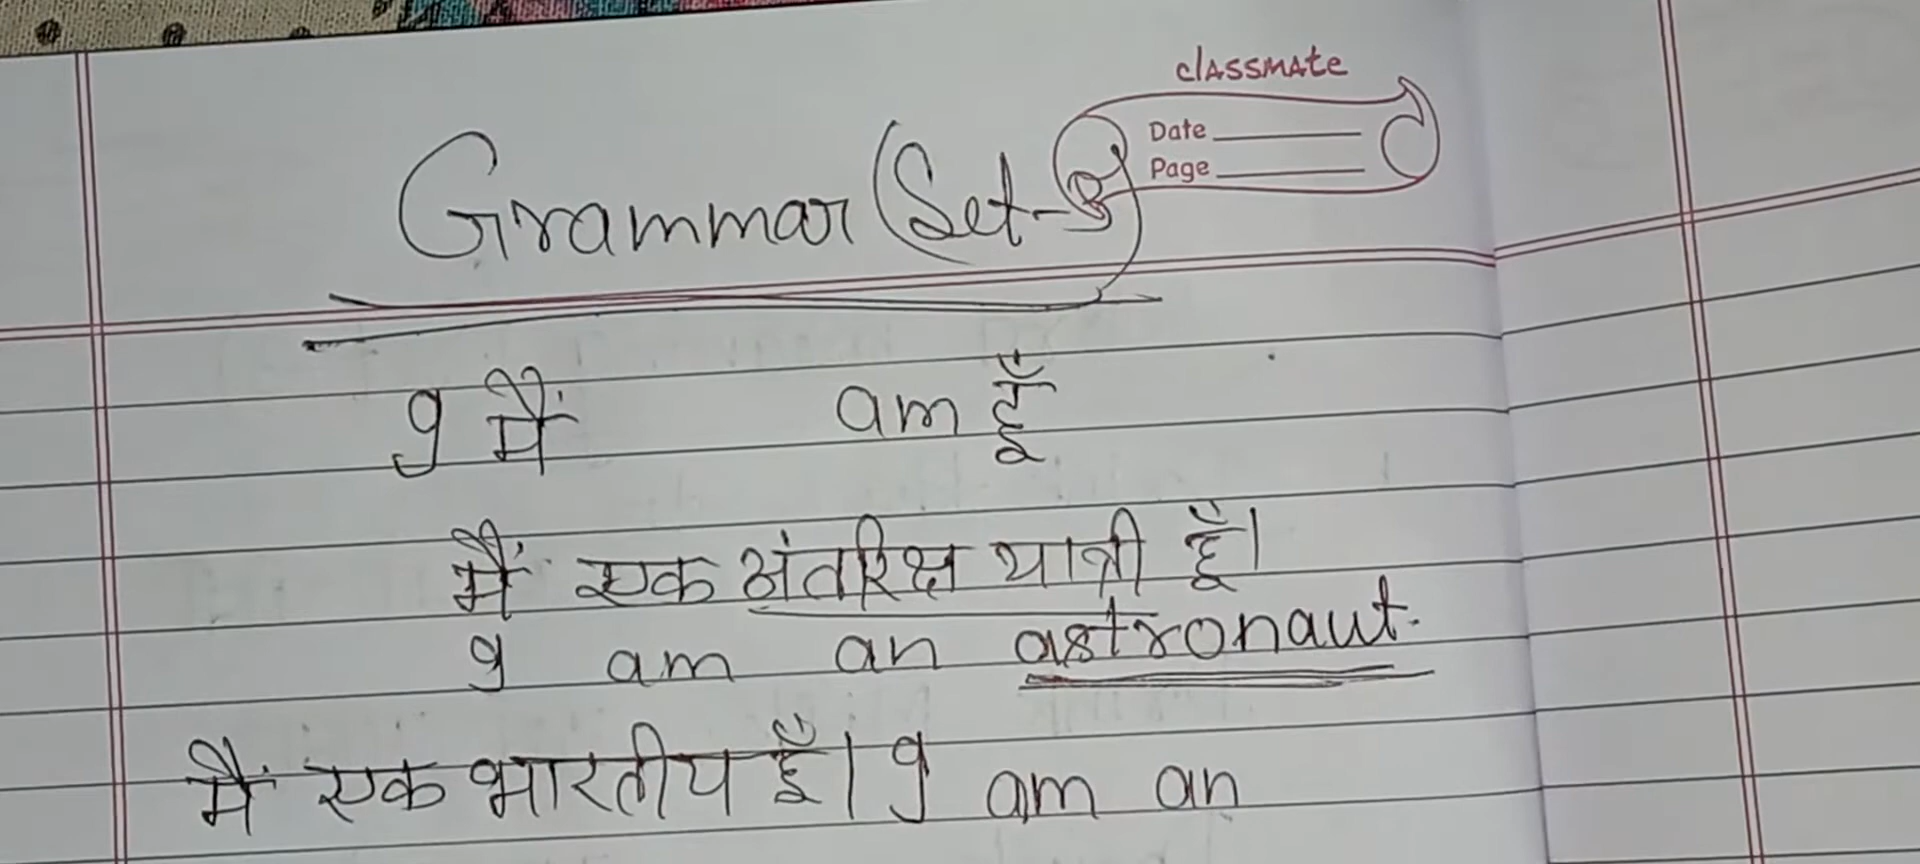 classmate
Date
Page
Grammar (Set-3)
I मैं am हूँ
मैं एक अंतरिक्ष यात्री हूँ।
I am an astronaut.
मैं एक भारतीय हूँ। I am an